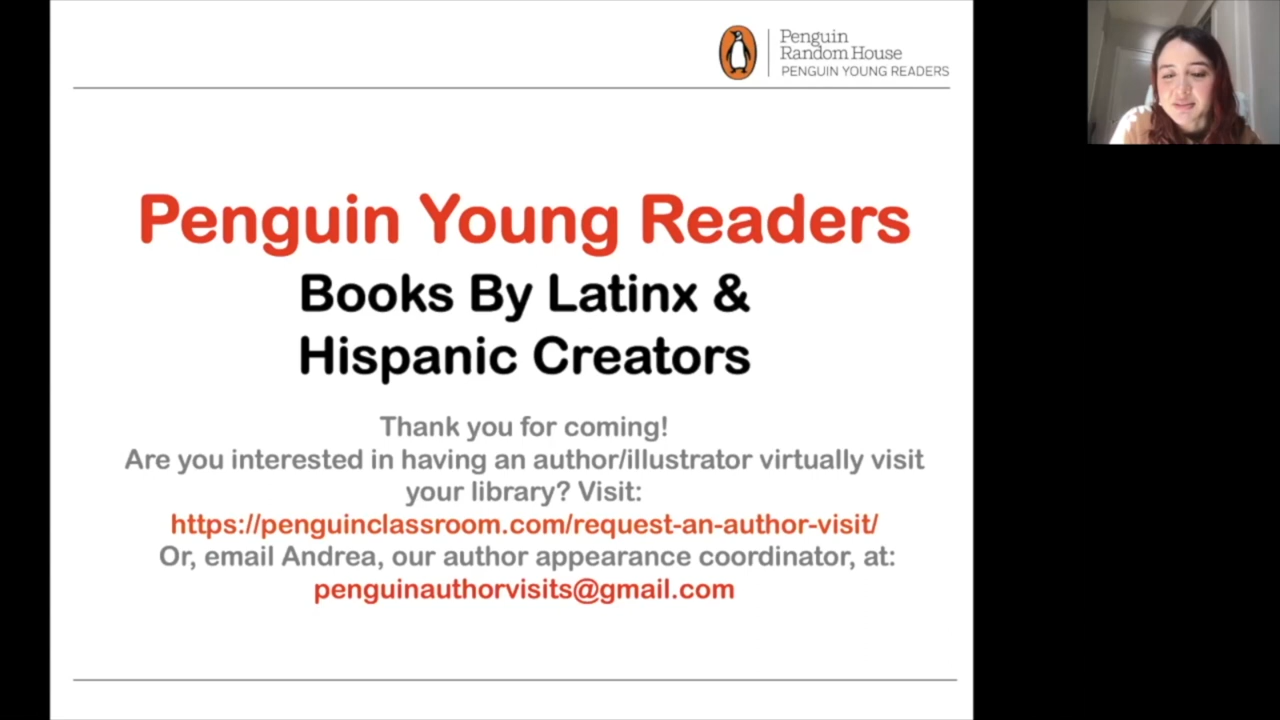 Penguin
Random House
PENGUIN YOUNG READERS
Penguin Young Readers
Books By Latinx &
Hispanic Creators
Thank you for coming!
Are you interested in having an author/illustrator virtually visit
your library? Visit:
https://penguinclassroom.com/request-an-author-visit/
Or, email Andrea, our author appearance coordinator, at:
penguinauthorvisits@gmail.com